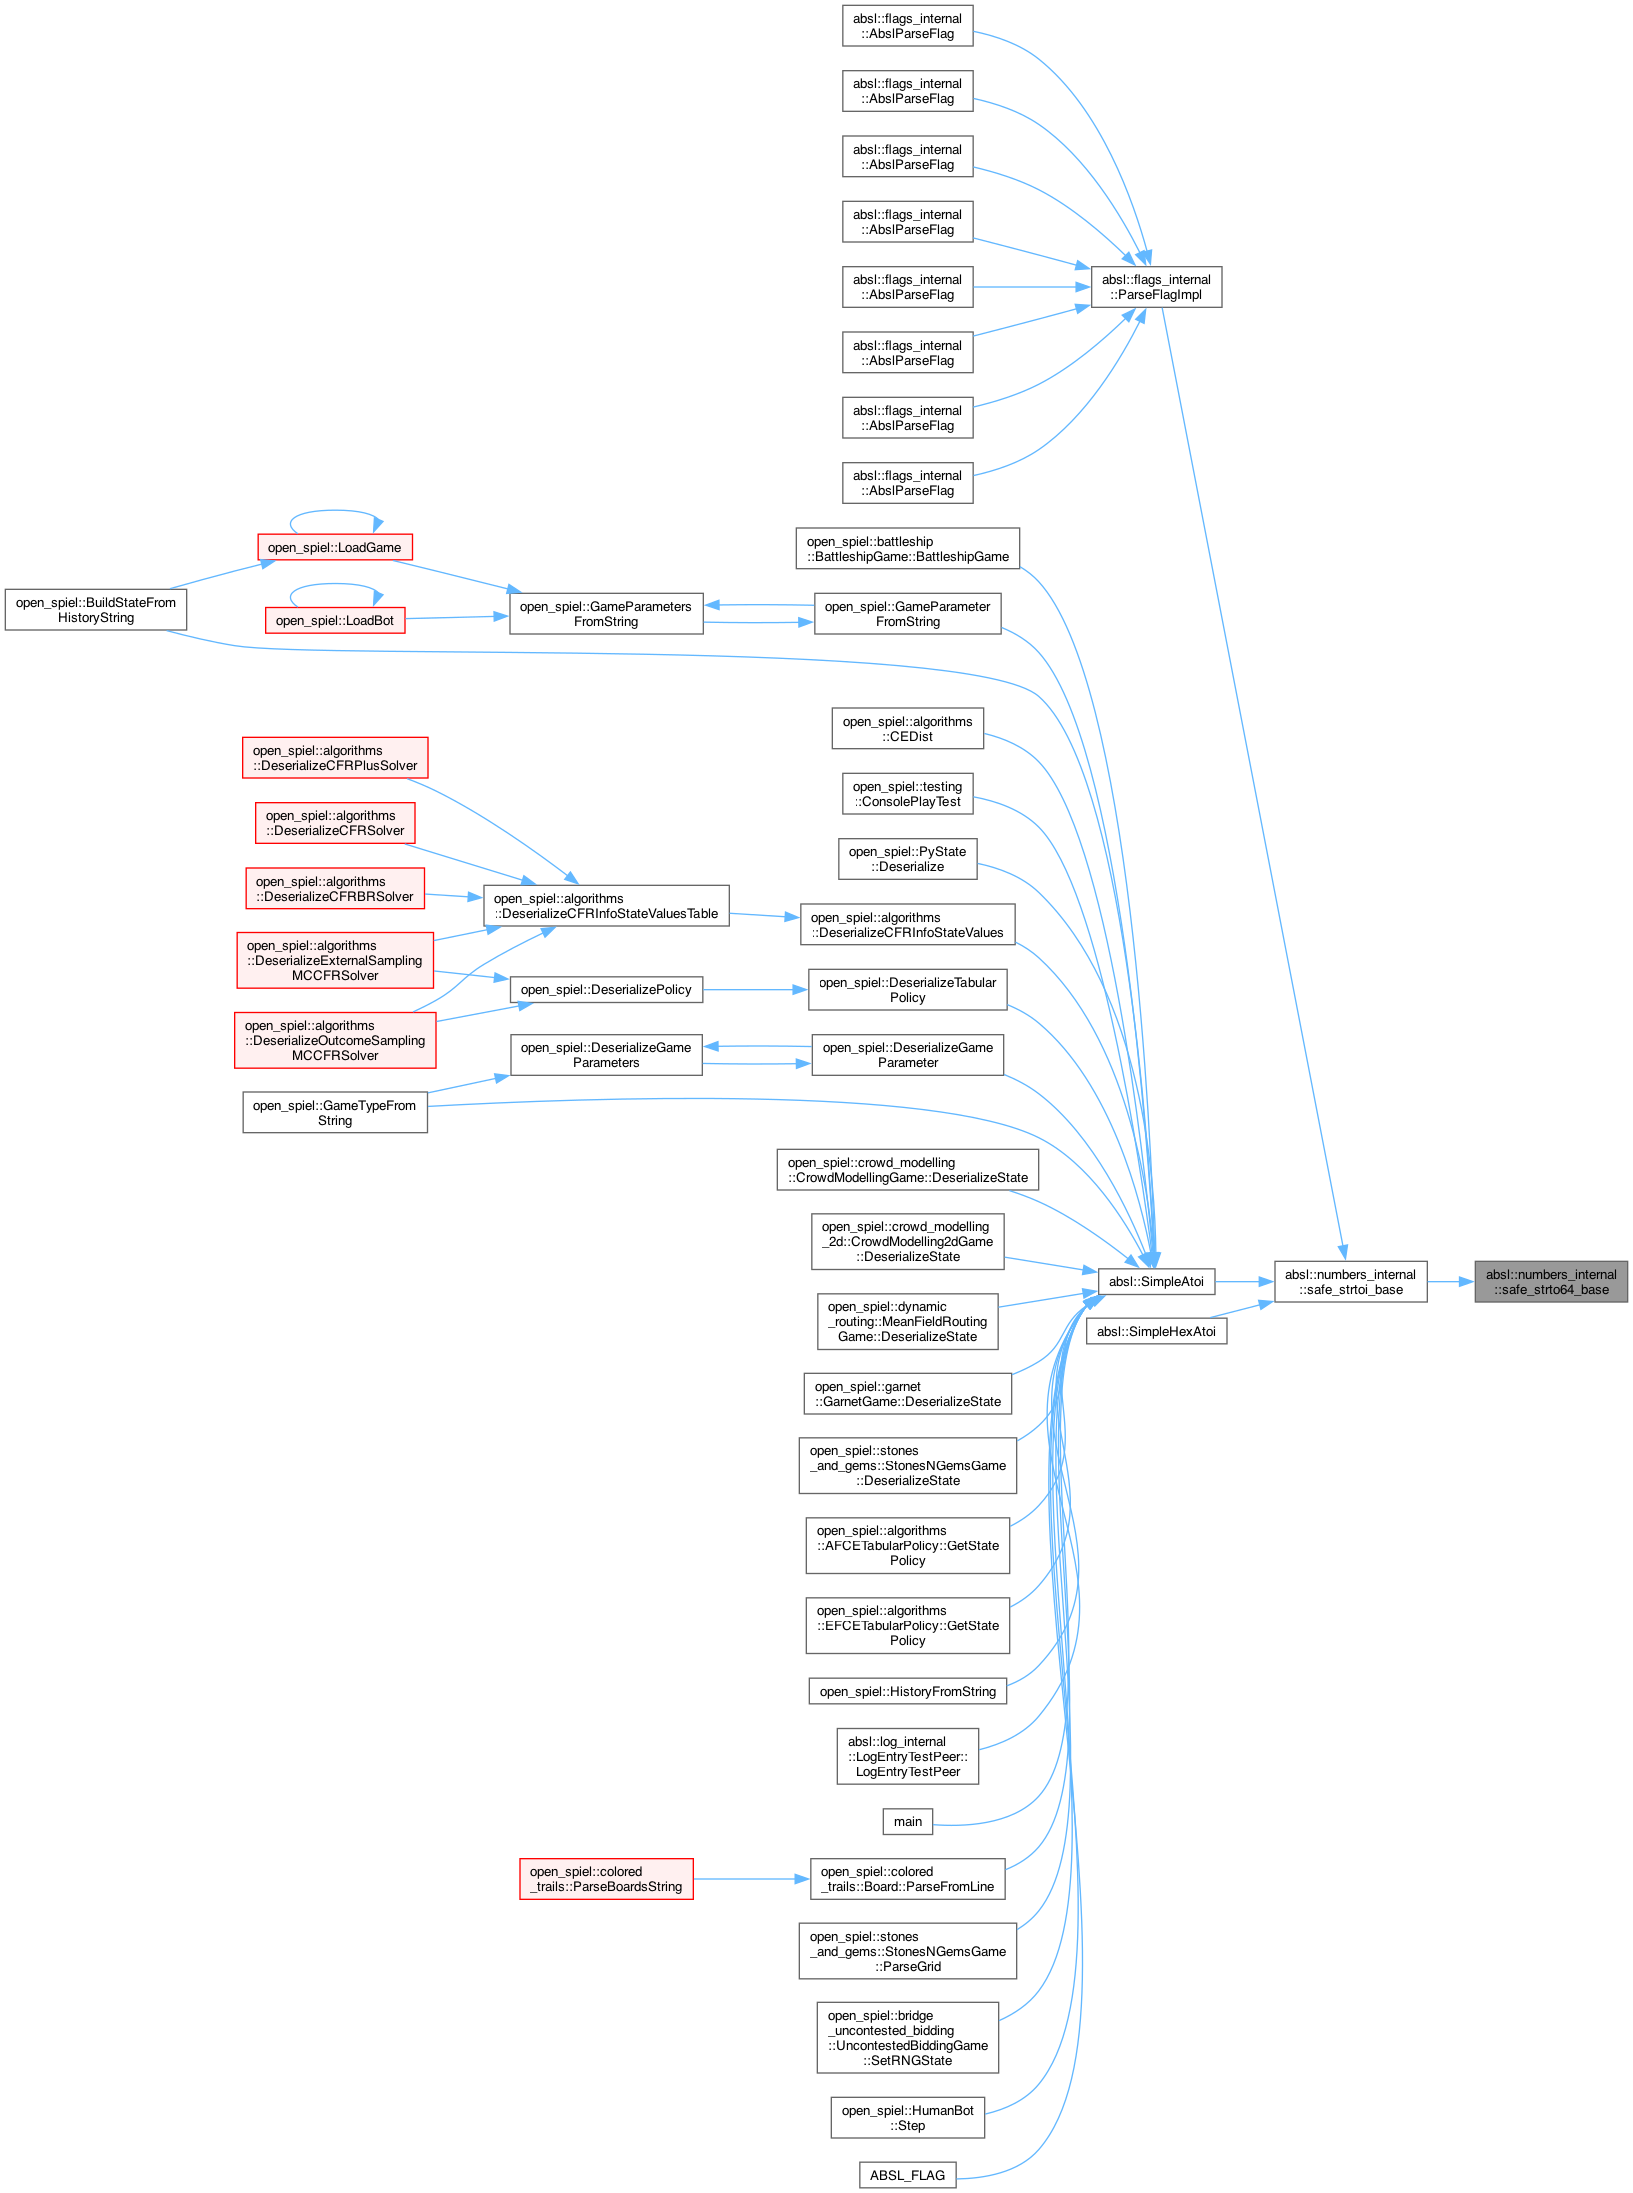 absl::flags_internal
::AbslParseFlag
absl::flags_internal
::AbslParseFlag
absl::flags_internal
::AbslParseFlag
absl::flags_internal
::AbslParseFlag
absl::flags_internal
::AbslParseFlag
absl::flags_internal
::AbslParseFlag
absl::flags_internal
::AbslParseFlag
absl::flags_internal
::AbslParseFlag
absl::flags_internal
::ParseFlagImpl
open_spiel::battleship
::BattleshipGame::BattleshipGame
open_spiel::LoadGame
open_spiel::BuildStateFrom
HistoryString
open_spiel::LoadBot
open_spiel::GameParameters
FromString
open_spiel::GameParameter
FromString
open_spiel::algorithms
::CEDist
open_spiel::testing
::ConsolePlayTest
open_spiel::PyState
::Deserialize
open_spiel::algorithms
::DeserializeCFRPlusSolver
open_spiel::algorithms
::DeserializeCFRSolver
open_spiel::algorithms
::DeserializeCFRBRSolver
open_spiel::algorithms
::DeserializeExternalSampling
MCCFRSolver
open_spiel::algorithms
::DeserializeOutcomeSampling
MCCFRSolver
open_spiel::algorithms
::DeserializeCFRInfoStateValuesTable
open_spiel::algorithms
::DeserializeCFRInfoStateValues
open_spiel::DeserializePolicy
open_spiel::DeserializeTabular
Policy
open_spiel::DeserializeGame
Parameters
open_spiel::DeserializeGame
Parameter
open_spiel::GameTypeFrom
String
open_spiel::crowd_modelling
::CrowdModellingGame::DeserializeState
open_spiel::crowd_modelling
_2d::CrowdModelling2dGame
::DeserializeState
open_spiel::dynamic
_routing::MeanFieldRouting
Game::DeserializeState
absl::SimpleAtoi
absl::SimpleHexAtoi
absl::numbers_internal
::safe_strtoi_base
absl::numbers_internal
::safe_strto64_base
open_spiel::garnet
::GarnetGame::DeserializeState
open_spiel::stones
_and_gems::StonesNGemsGame
::DeserializeState
open_spiel::algorithms
::AFCETabularPolicy::GetState
Policy
open_spiel::algorithms
::EFCETabularPolicy::GetState
Policy
open_spiel::HistoryFromString
absl::log_internal
::LogEntryTestPeer::
LogEntryTestPeer
main
open_spiel::colored
_trails::ParseBoardsString
open_spiel::colored
_trails::Board::ParseFromLine
open_spiel::stones
_and_gems::StonesNGemsGame
::ParseGrid
open_spiel::bridge
_uncontested_bidding
::UncontestedBiddingGame
::SetRNGState
open_spiel::HumanBot
::Step
ABSL_FLAG